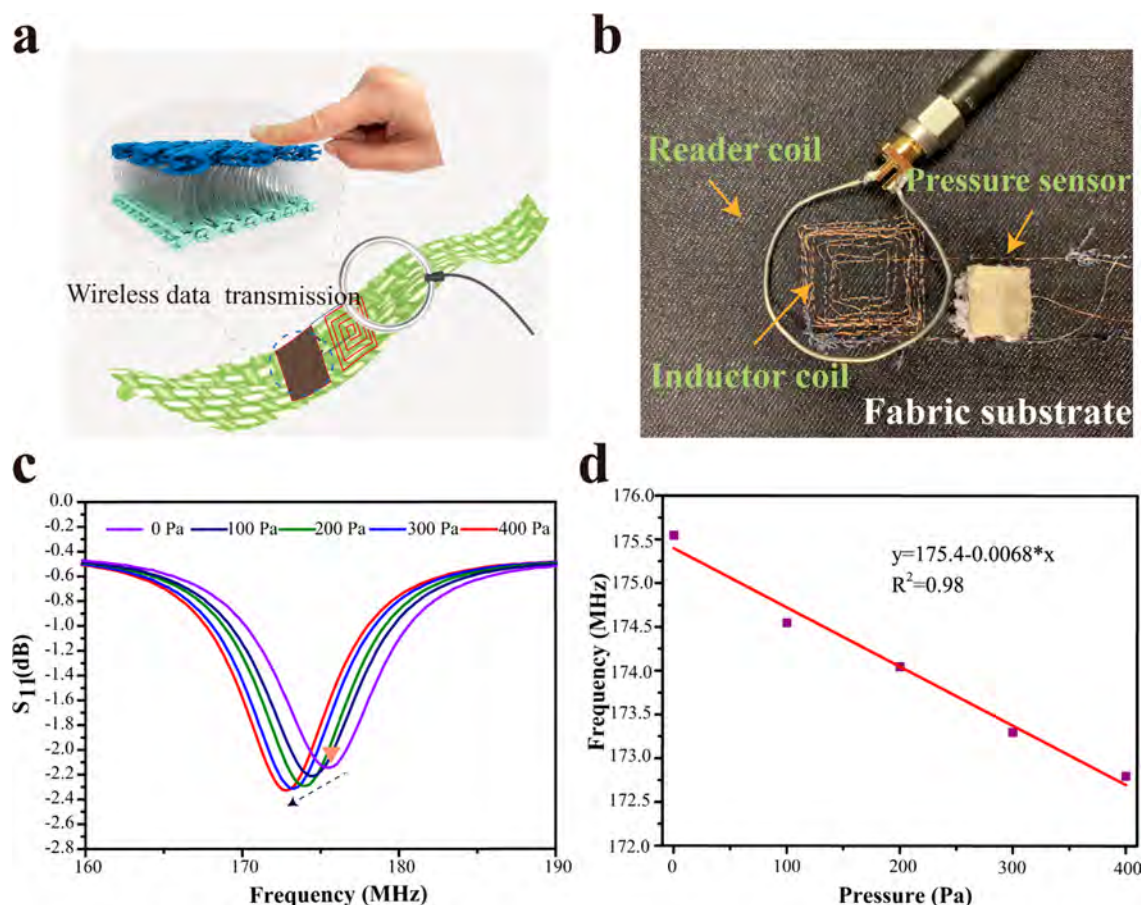 a
Wireless data transmission
b
Reader coil
Pressure sensor
Inductor coil
Fabric substrate
c
0.0
-0.2
-0.4
-0.6
-0.8
-1.0
-1.2
-1.4
-1.6
-1.8
-2.0
-2.2
-2.4
-2.6
-2.8
S11(dB)
0 Pa 100 Pa 200 Pa 300 Pa 400 Pa
160 170 180 190
Frequency (MHz)
d
176.0
175.5
175.0
174.5
174.0
173.5
173.0
172.5
172.0
Frequency (MHz)
y=175.4-0.0068*x
R2=0.98
0 100 200 300 400
Pressure (Pa)